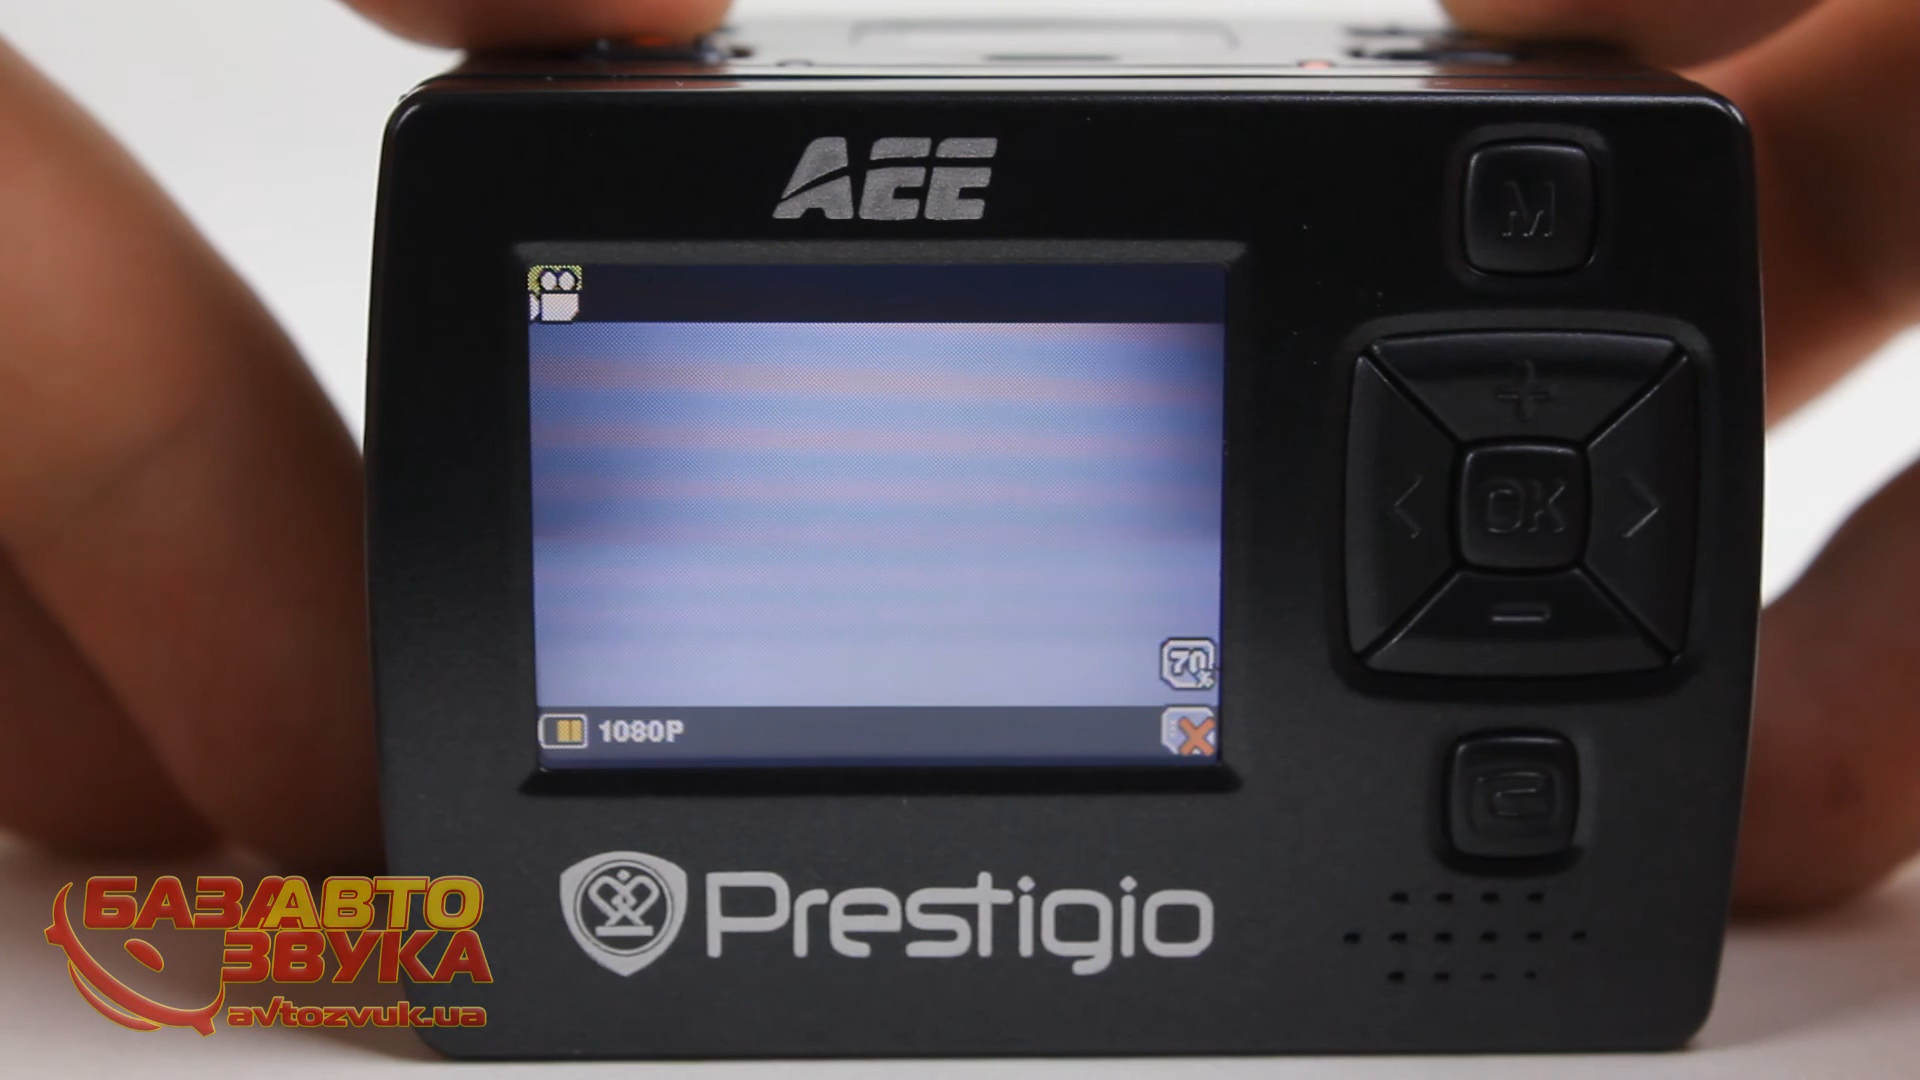 AEE
M
+
<
OK
>
−
70%
1080P
Prestigio
БАЗА АВТО
ЗВУКА
avtozvuk.ua